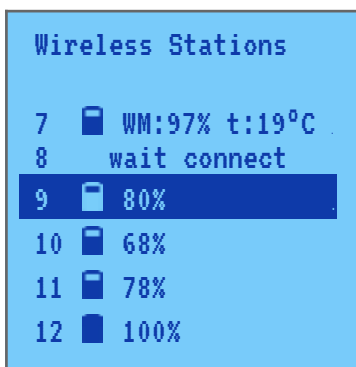 Wireless Stations
7 WM:97% t:19°C .
8 wait connect
9 80% .
10 68%
11 78%
12 100%